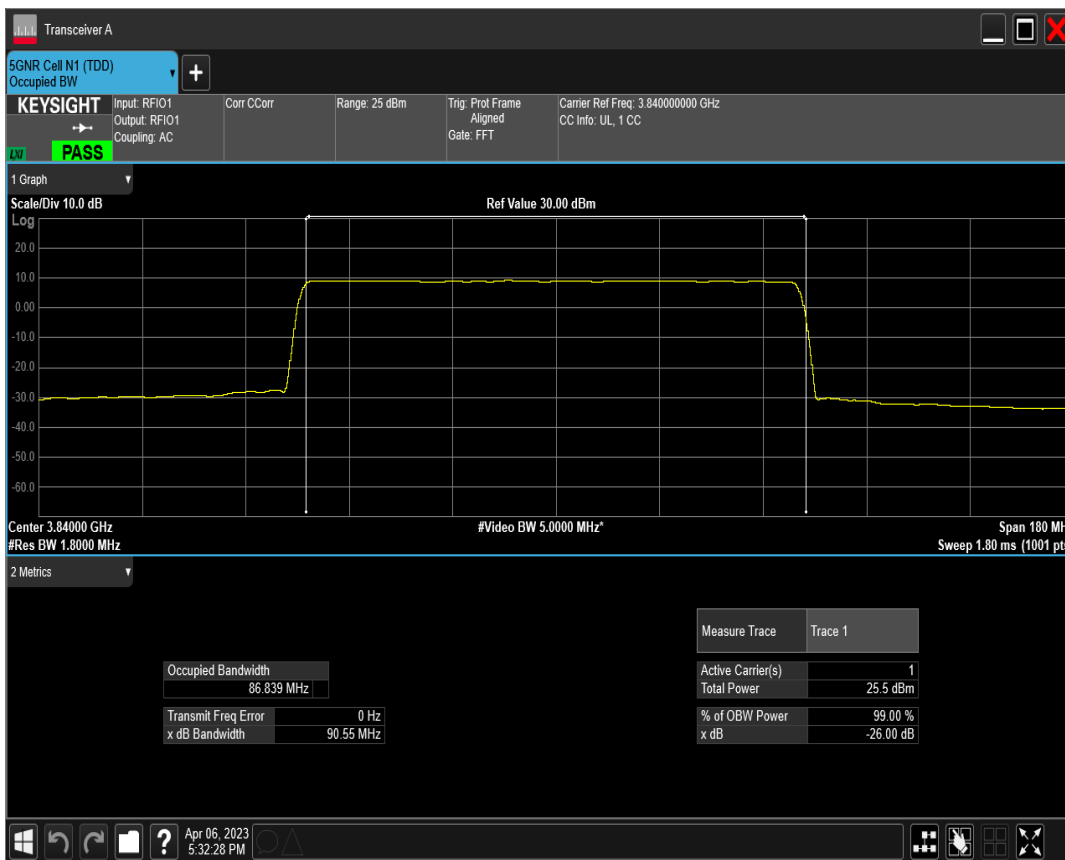 Transceiver A
5GNR Cell N1 (TDD)
Occupied BW
+
KEYSIGHT
LXI
PASS
Input: RFIO1
Output: RFIO1
Coupling: AC
Corr CCorr
Range: 25 dBm
Trig: Prot Frame
Aligned
Gate: FFT
Carrier Ref Freq: 3.840000000 GHz
CC Info: UL, 1 CC
1 Graph
Scale/Div 10.0 dB
Ref Value 30.00 dBm
Log
20.0
10.0
0.00
-10.0
-20.0
-30.0
-40.0
-50.0
-60.0
Center 3.84000 GHz
#Video BW 5.0000 MHz*
Span 180 MH
#Res BW 1.8000 MHz
Sweep 1.80 ms (1001 pts
2 Metrics
Measure Trace Trace 1
Occupied Bandwidth
86.839 MHz
Active Carrier(s) 1
Total Power 25.5 dBm
Transmit Freq Error 0 Hz
x dB Bandwidth 90.55 MHz
% of OBW Power 99.00 %
x dB -26.00 dB
?
Apr 06, 2023
5:32:28 PM